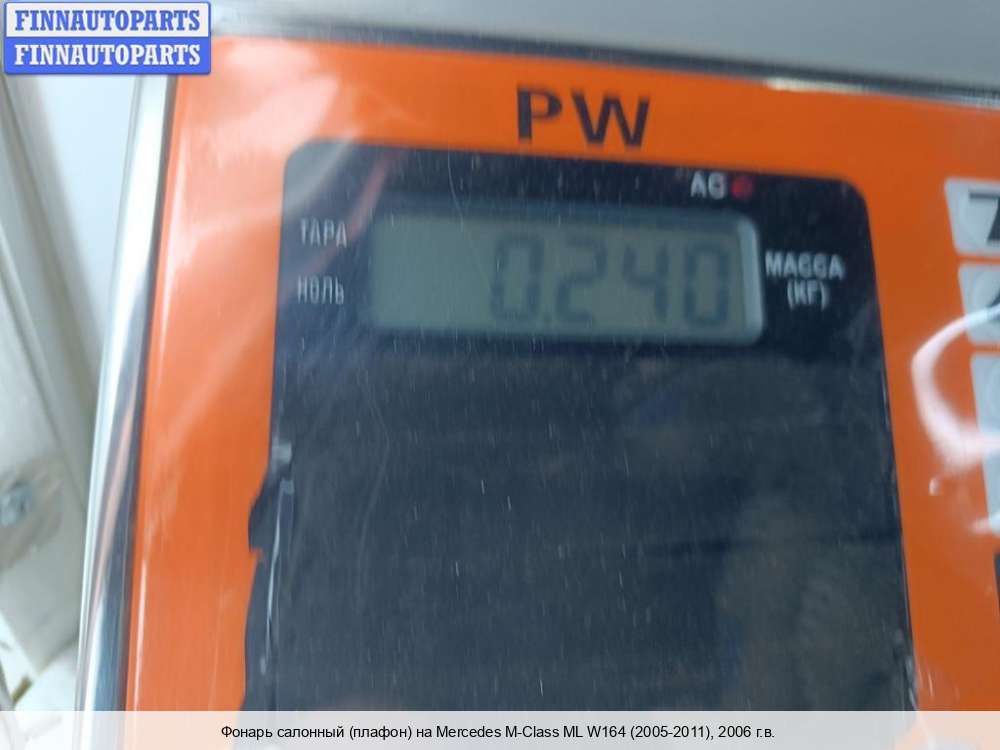 FINNAUTOPARTS
FINNAUTOPARTS
PW
AC
ТАРА
0.240
МАССА
(КГ)
НОЛЬ
Фонарь салонный (плафон) на Mercedes M-Class ML W164 (2005-2011), 2006 г.в.